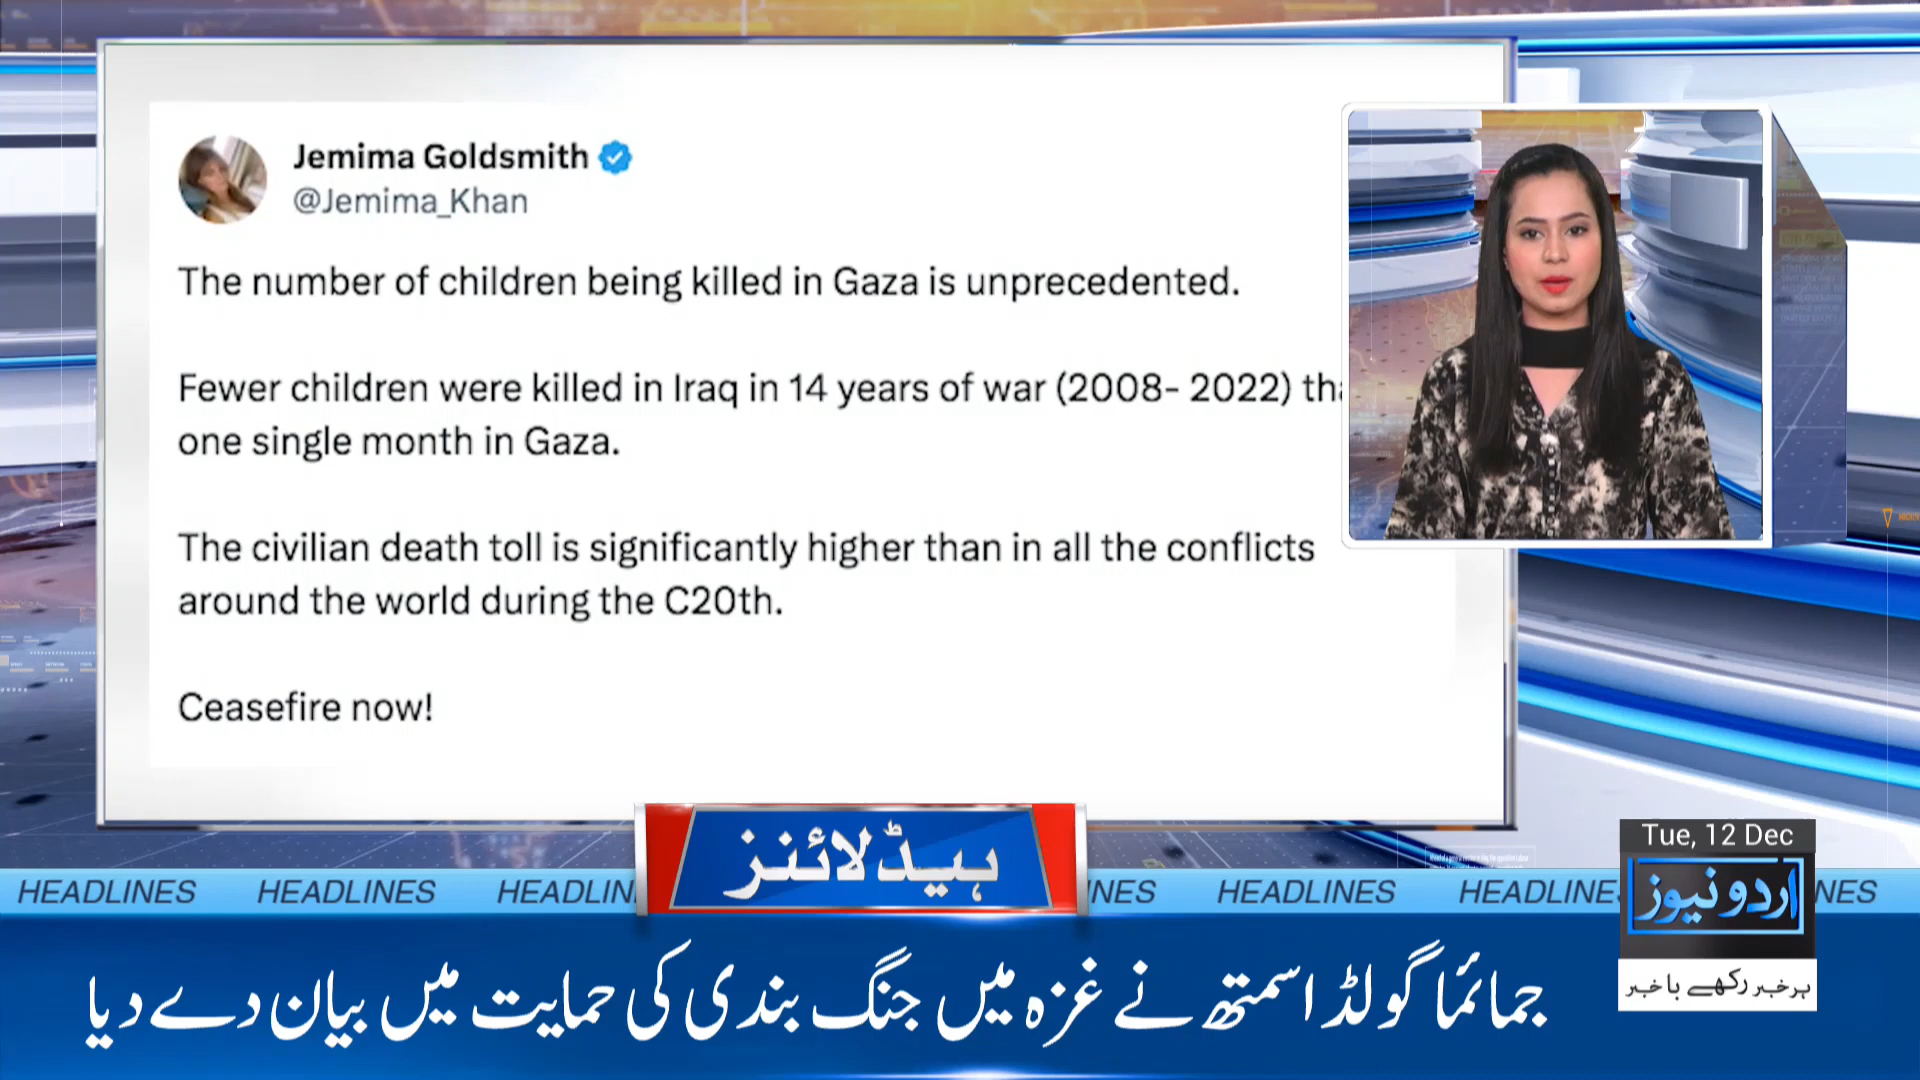 Jemima Goldsmith
@Jemima_Khan
The number of children being killed in Gaza is unprecedented.
Fewer children were killed in Iraq in 14 years of war (2008- 2022)
one single month in Gaza.
The civilian death toll is significantly higher than in all the conflicts
around the world during the C20th.
Ceasefire now!
ہیڈلائنز
HEADLINES HEADLINES HEADLIN NES HEADLINES HEADLINE NES
Tue, 12 Dec
اردو نیوز
ہر خبر رکھے باخبر
جمائما گولڈ اسمتھ نے غزہ میں جنگ بندی کی حمایت میں بیان دے دیا